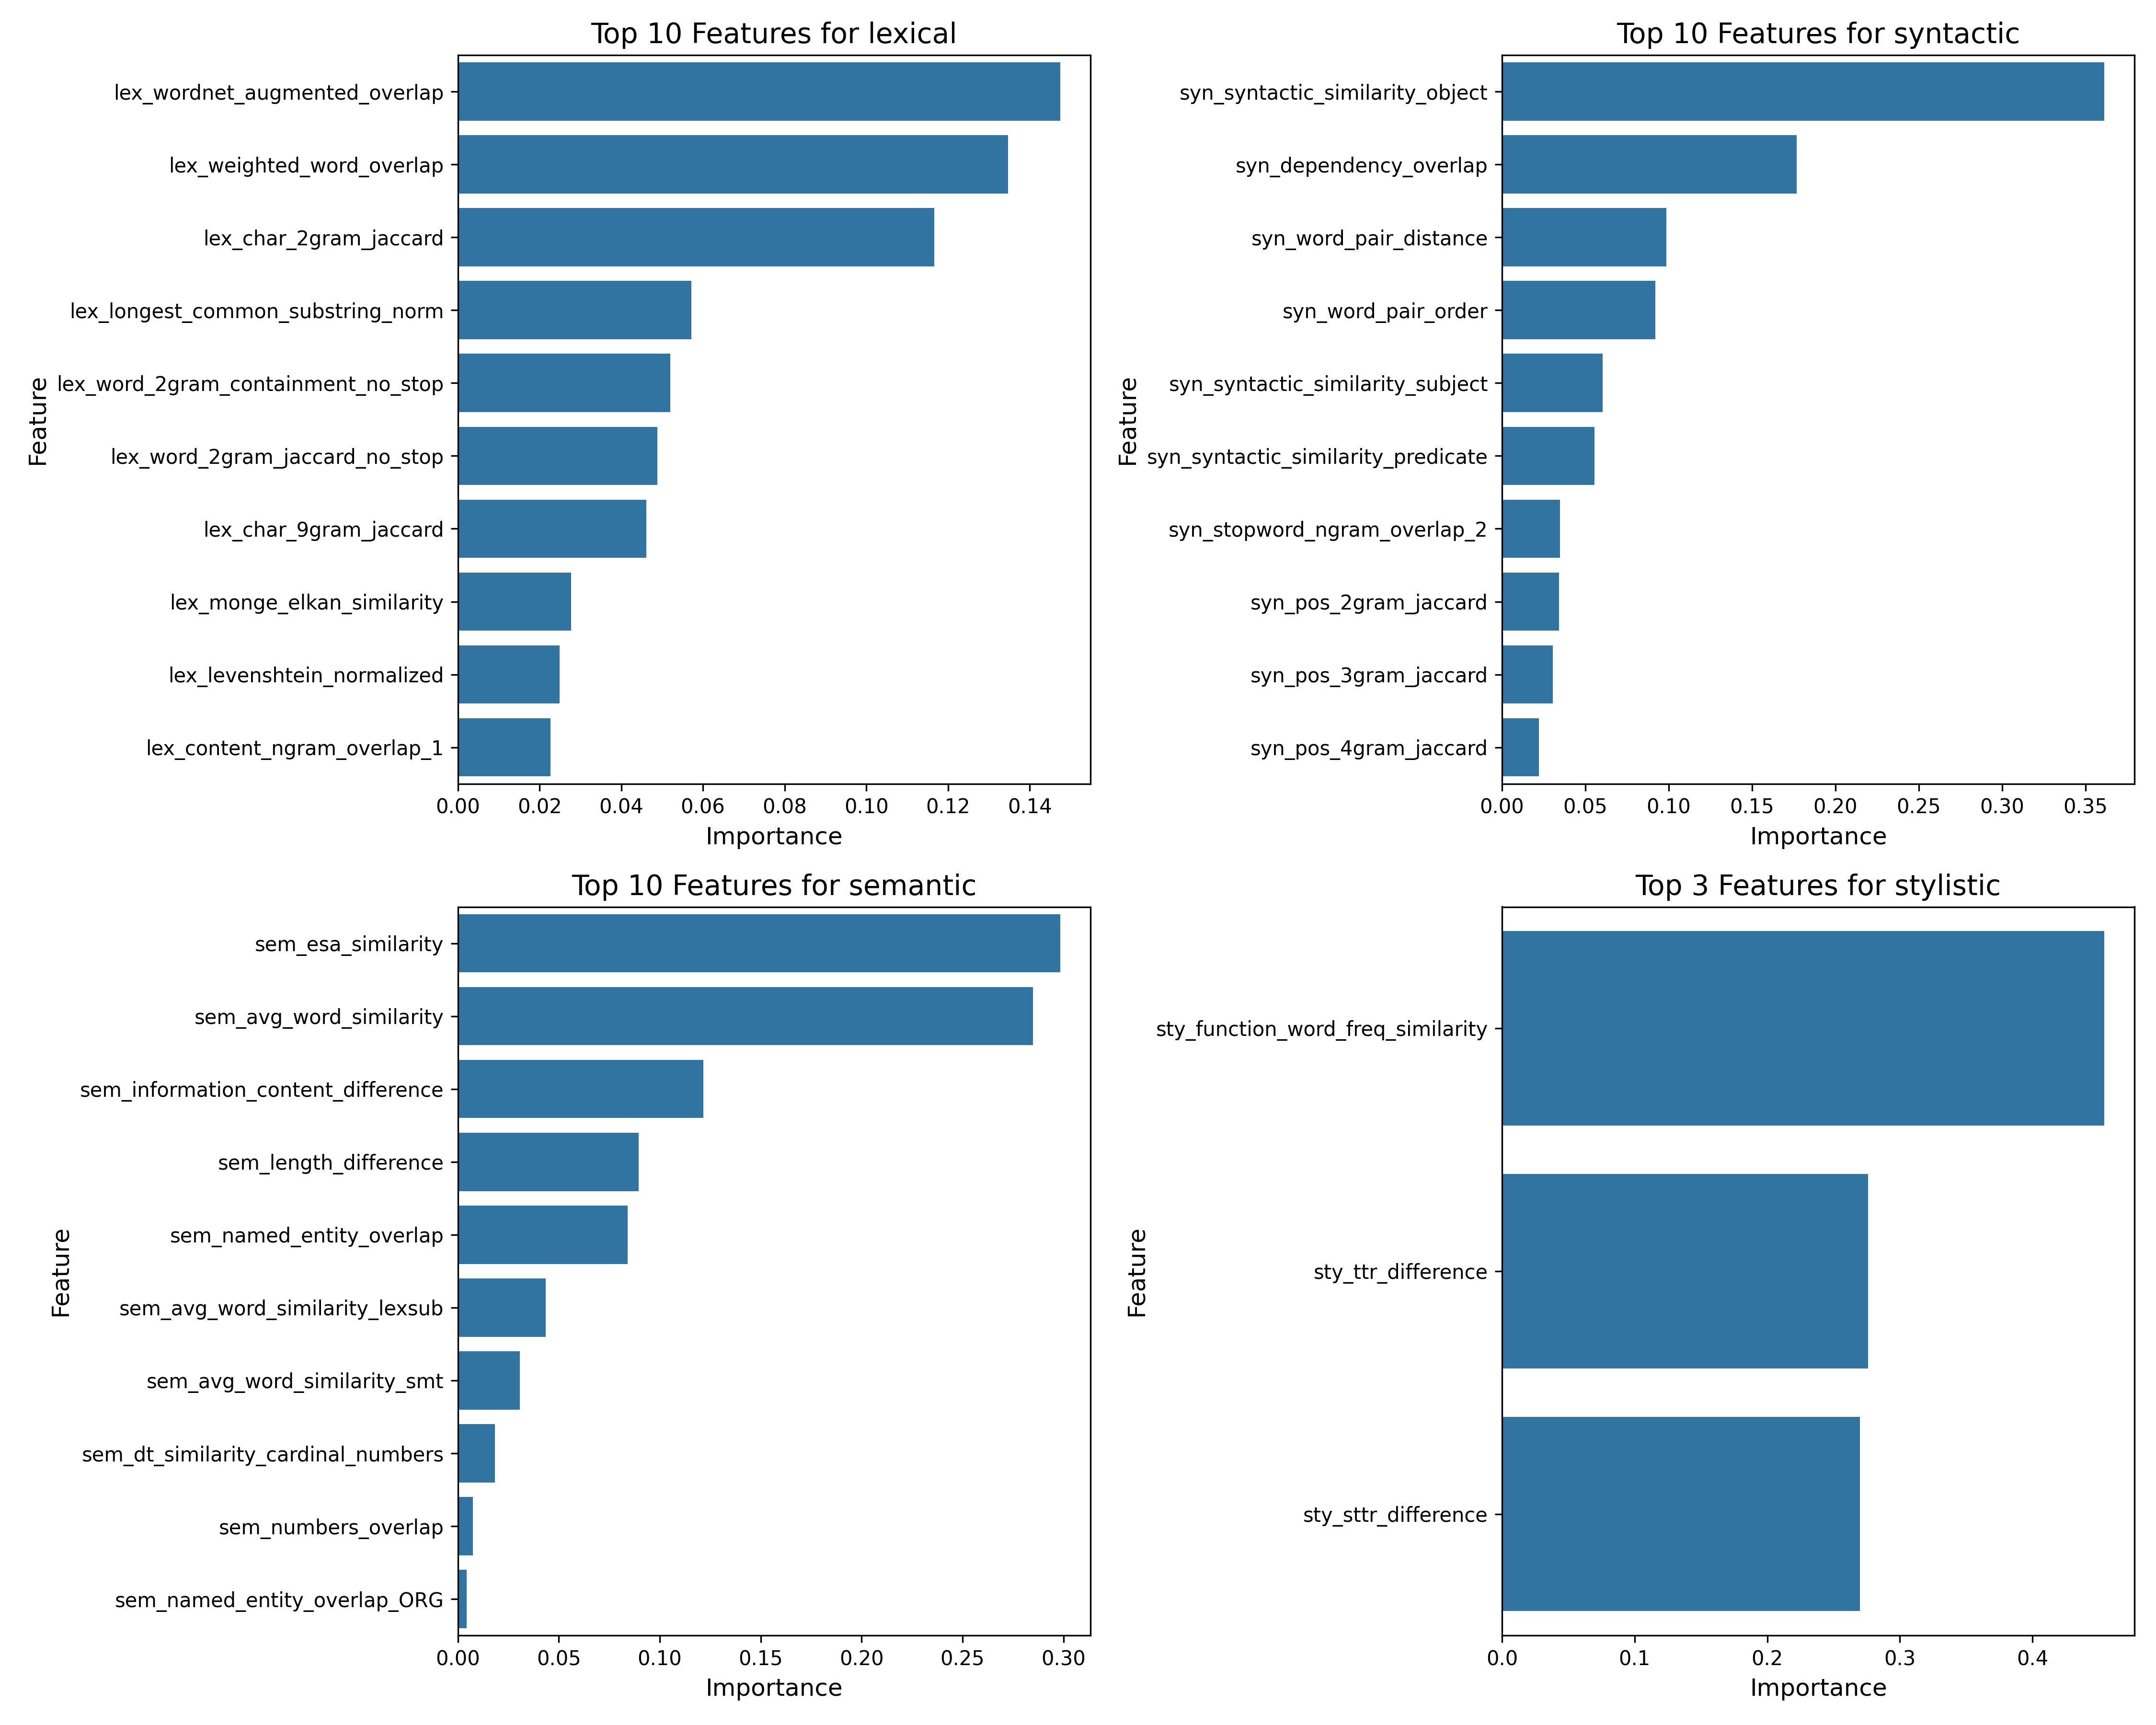 Top 10 Features for lexical
Feature
lex_wordnet_augmented_overlap
lex_weighted_word_overlap
lex_char_2gram_jaccard
lex_longest_common_substring_norm
lex_word_2gram_containment_no_stop
lex_word_2gram_jaccard_no_stop
lex_char_9gram_jaccard
lex_monge_elkan_similarity
lex_levenshtein_normalized
lex_content_ngram_overlap_1
0.00 0.02 0.04 0.06 0.08 0.10 0.12 0.14
Importance
Top 10 Features for syntactic
Feature
syn_syntactic_similarity_object
syn_dependency_overlap
syn_word_pair_distance
syn_word_pair_order
syn_syntactic_similarity_subject
syn_syntactic_similarity_predicate
syn_stopword_ngram_overlap_2
syn_pos_2gram_jaccard
syn_pos_3gram_jaccard
syn_pos_4gram_jaccard
0.00 0.05 0.10 0.15 0.20 0.25 0.30 0.35
Importance
Top 10 Features for semantic
Feature
sem_esa_similarity
sem_avg_word_similarity
sem_information_content_difference
sem_length_difference
sem_named_entity_overlap
sem_avg_word_similarity_lexsub
sem_avg_word_similarity_smt
sem_dt_similarity_cardinal_numbers
sem_numbers_overlap
sem_named_entity_overlap_ORG
0.00 0.05 0.10 0.15 0.20 0.25 0.30
Importance
Top 3 Features for stylistic
Feature
sty_function_word_freq_similarity
sty_ttr_difference
sty_sttr_difference
0.0 0.1 0.2 0.3 0.4
Importance